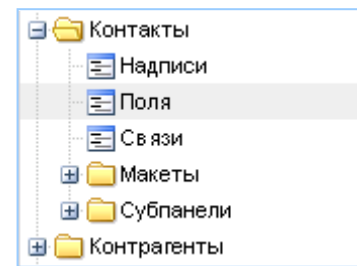 Контакты
Надписи
Поля
Связи
Макеты
Субпанели
Контрагенты